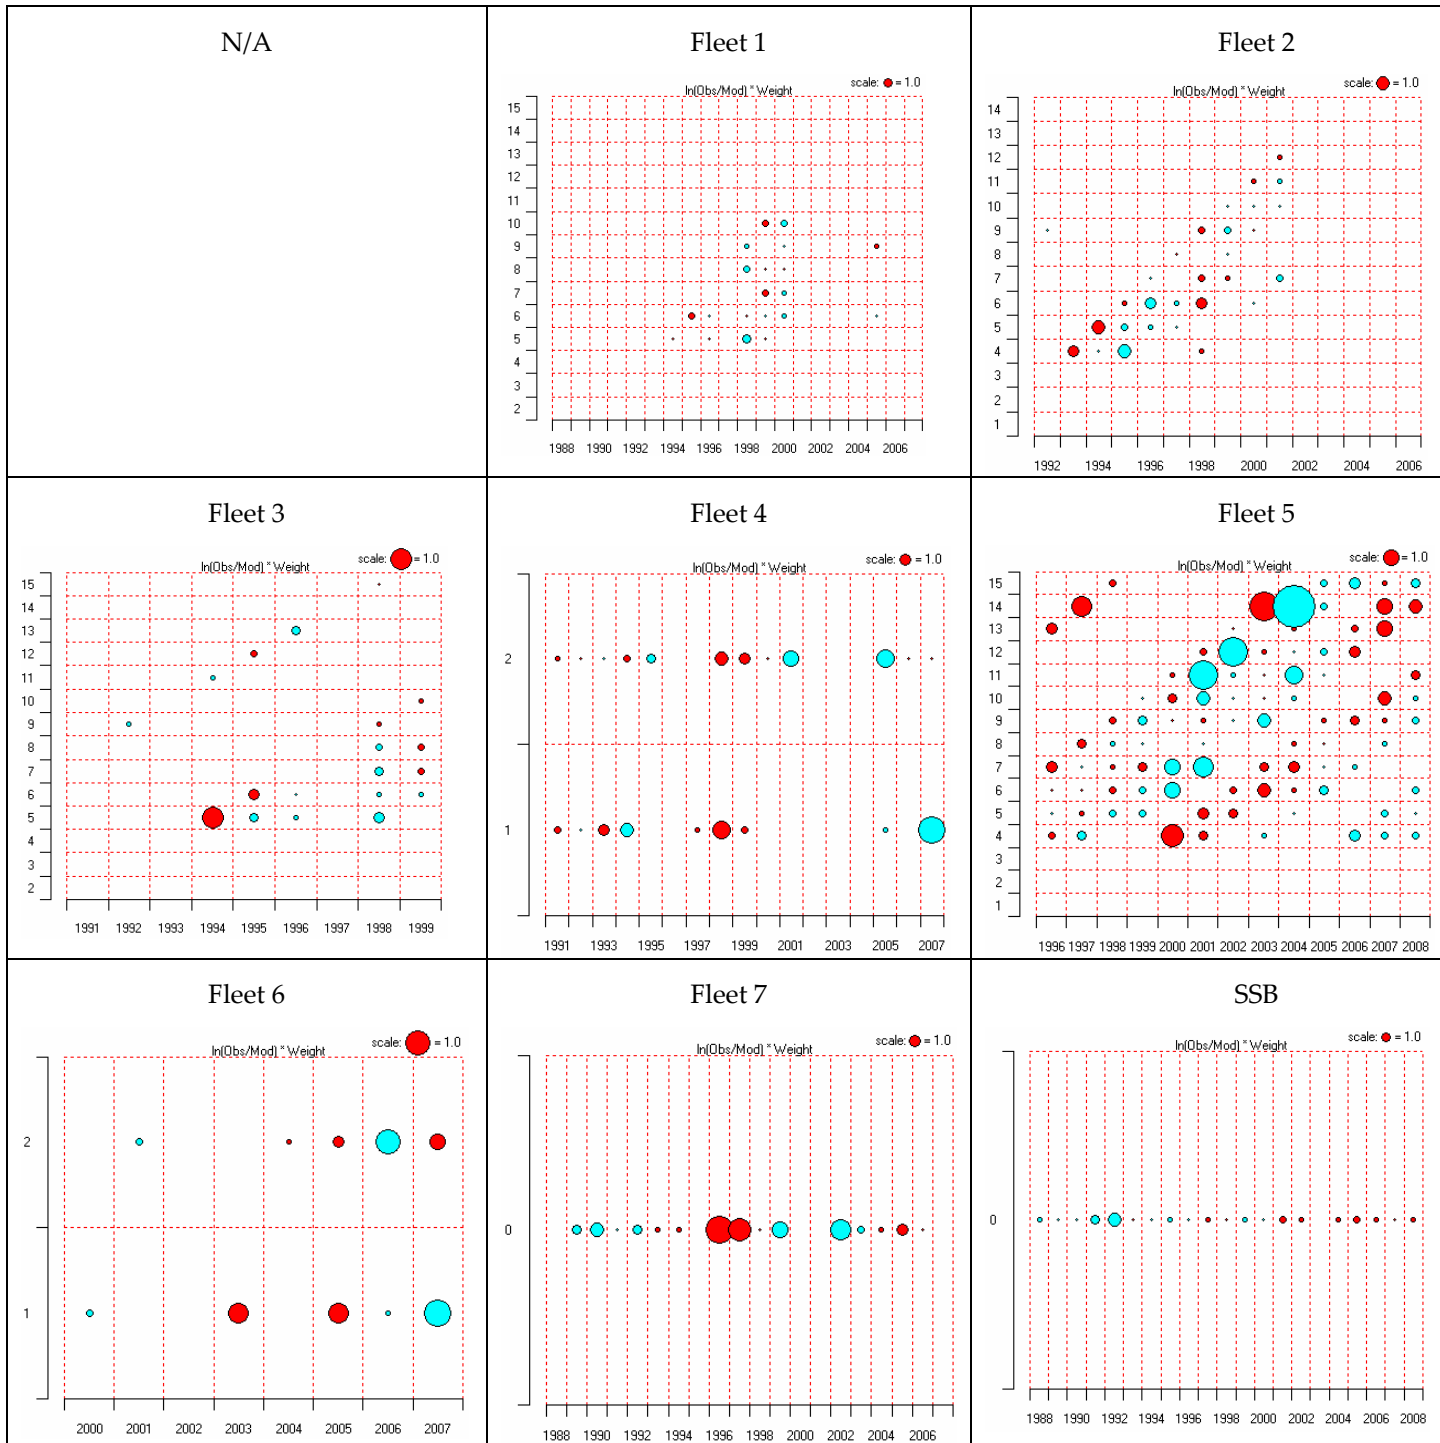 N/A
Fleet 1
ln(Obs/Mod) * Weight
scale: = 1.0
15
14
13
12
11
10
9
8
7
6
5
4
3
2
1988 1990 1992 1994 1996 1998 2000 2002 2004 2006
Fleet 2
ln(Obs/Mod) * Weight
scale: = 1.0
14
13
12
11
10
9
8
7
6
5
4
3
2
1
1992 1994 1996 1998 2000 2002 2004 2006
Fleet 3
ln(Obs/Mod) * Weight
scale: = 1.0
15
14
13
12
11
10
9
8
7
6
5
4
3
2
1991 1992 1993 1994 1995 1996 1997 1998 1999
Fleet 4
ln(Obs/Mod) * Weight
scale: = 1.0
2
1
1991 1993 1995 1997 1999 2001 2003 2005 2007
Fleet 5
ln(Obs/Mod) * Weight
scale: = 1.0
15
14
13
12
11
10
9
8
7
6
5
4
3
2
1
1996 1997 1998 1999 2000 2001 2002 2003 2004 2005 2006 2007 2008
Fleet 6
ln(Obs/Mod) * Weight
scale: = 1.0
2
1
2000 2001 2002 2003 2004 2005 2006 2007
Fleet 7
ln(Obs/Mod) * Weight
scale: = 1.0
0
1988 1990 1992 1994 1996 1998 2000 2002 2004 2006
SSB
ln(Obs/Mod) * Weight
scale: = 1.0
0
1988 1990 1992 1994 1996 1998 2000 2002 2004 2006 2008